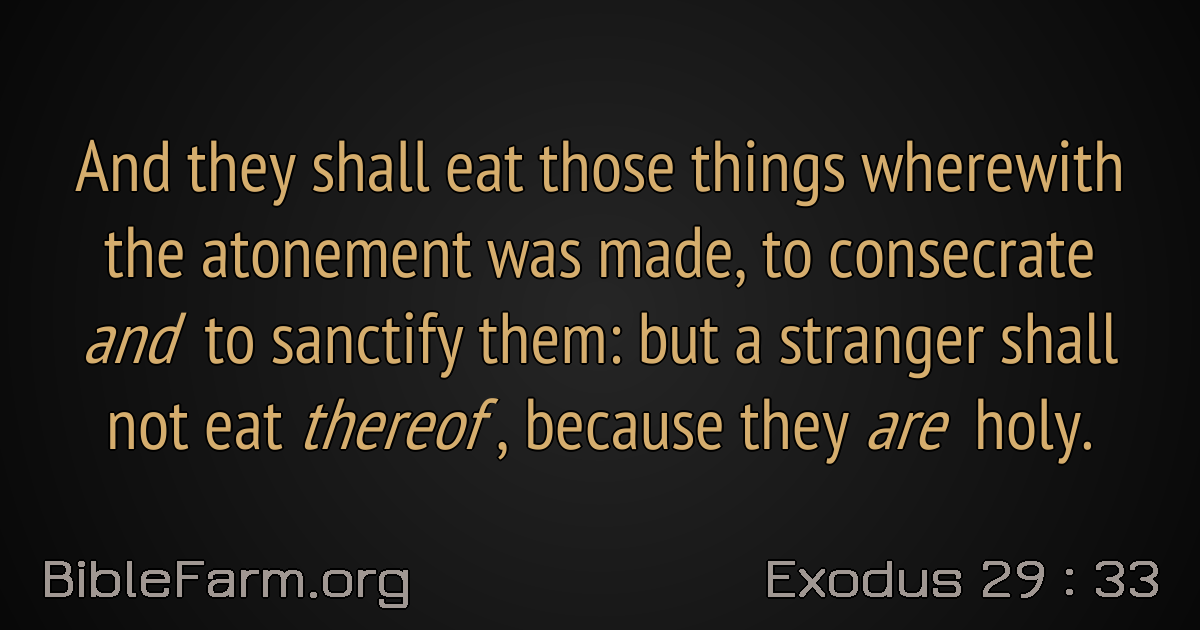 And they shall eat those things wherewith
the atonement was made, to consecrate
and to sanctify them: but a stranger shall
not eat thereof , because they are holy.
BibleFarm.org
Exodus 29 : 33